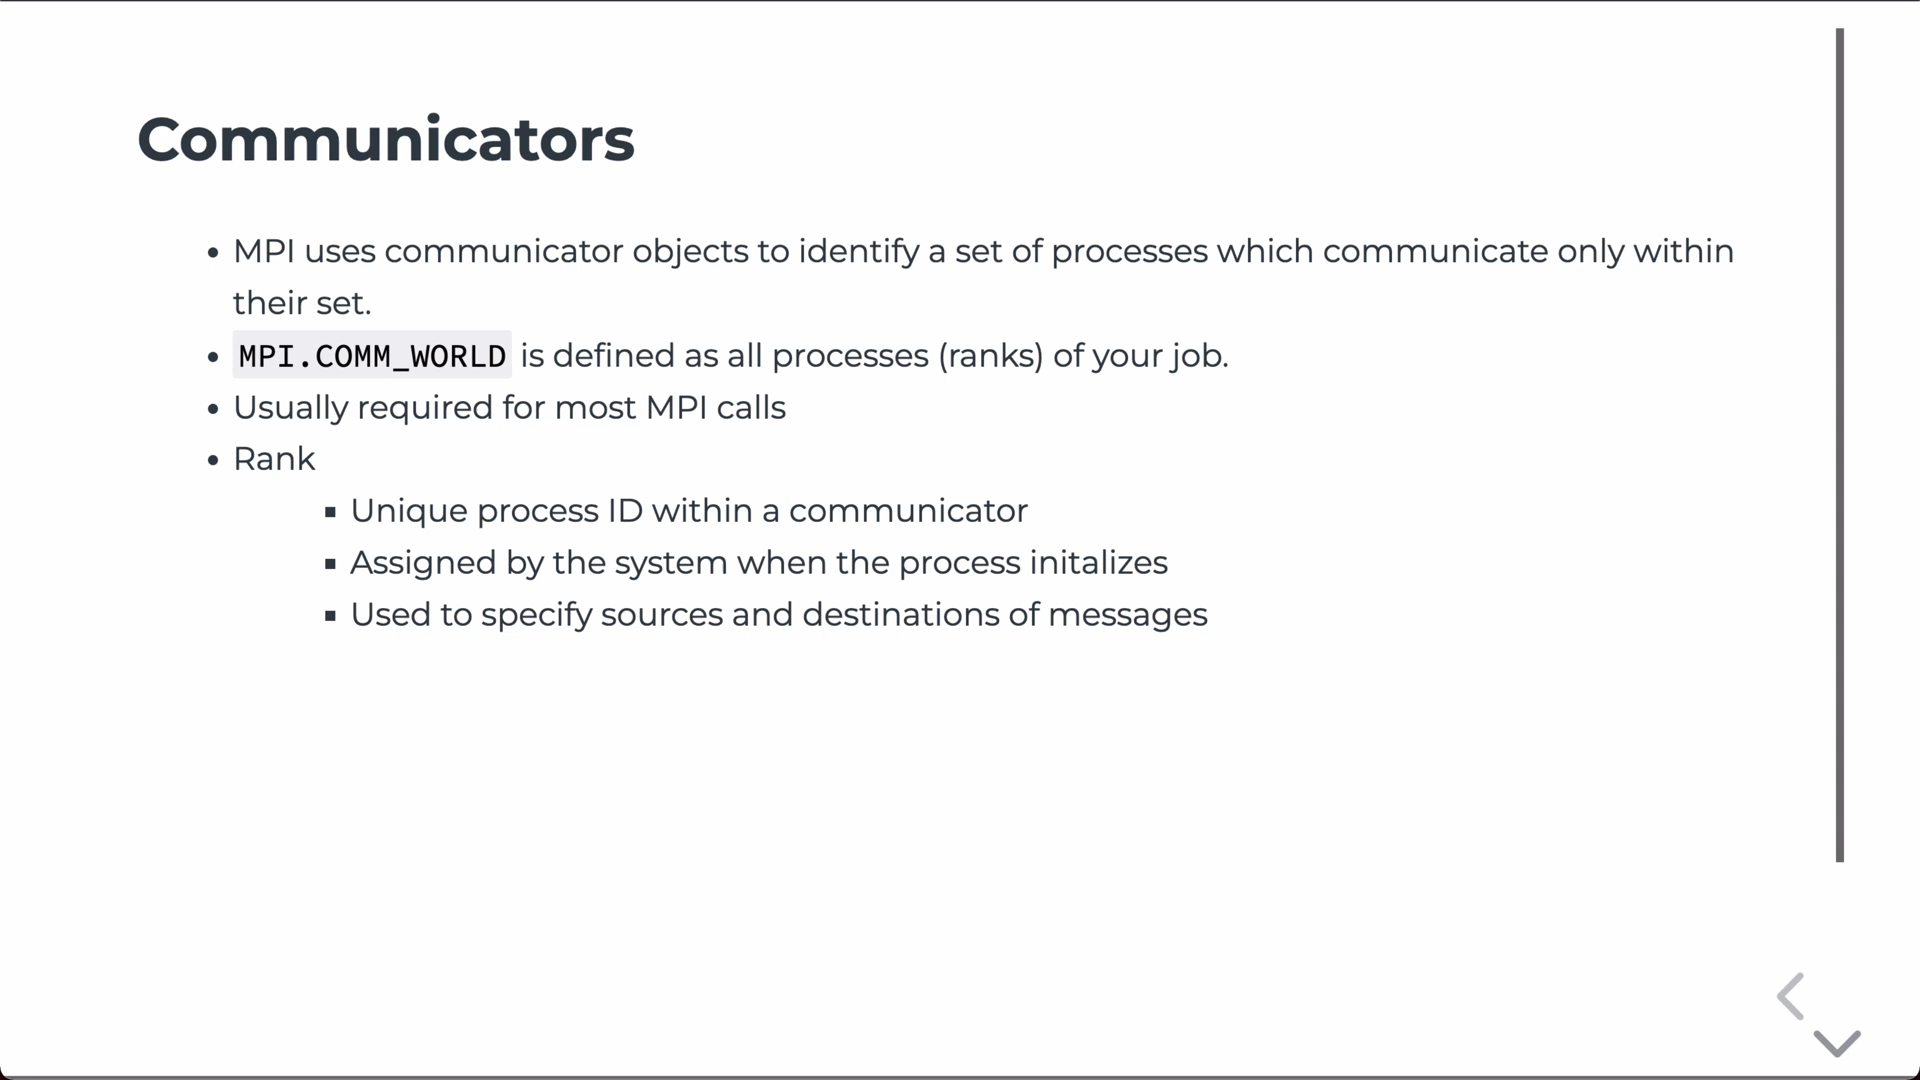 Communicators
MPI uses communicator objects to identify a set of processes which communicate only within
their set.
MPI.COMM_WORLD is defined as all processes (ranks) of your job.
Usually required for most MPI calls
Rank
Unique process ID within a communicator
Assigned by the system when the process initalizes
Used to specify sources and destinations of messages